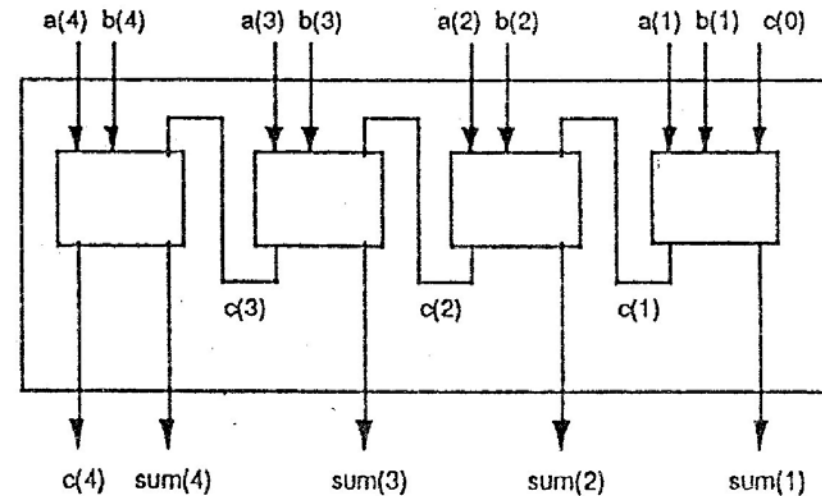 a(4) b(4) a(3) b(3) a(2) b(2) a(1) b(1) c(0)
c(3) c(2) c(1)
c(4) sum(4) sum(3) sum(2) sum(1)